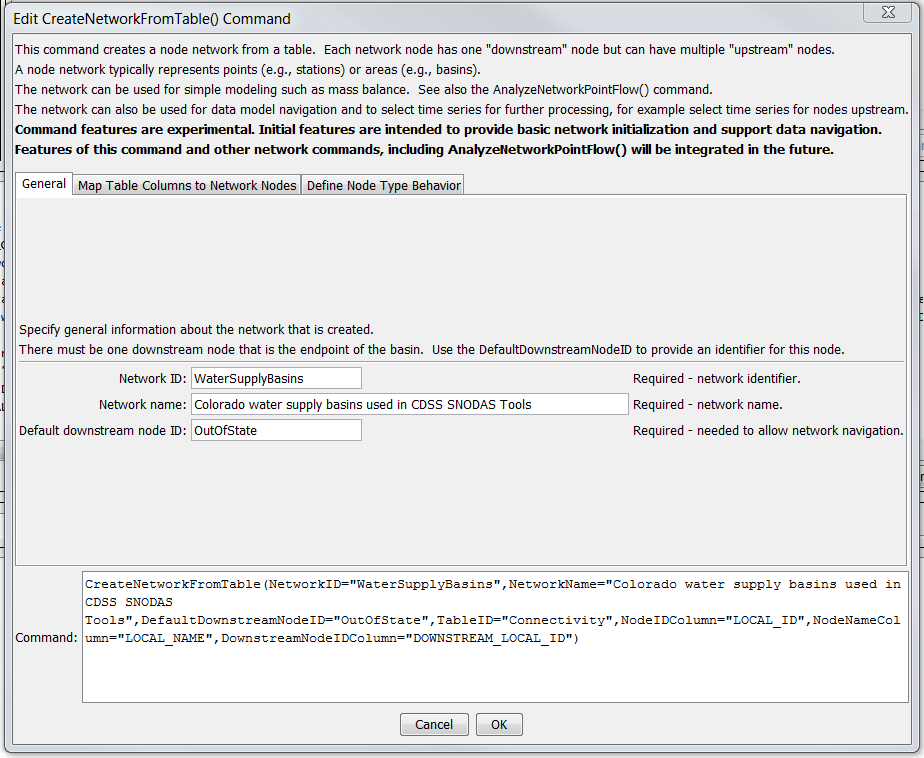 Edit CreateNetworkFromTable() Command
This command creates a node network from a table.  Each network node has one "downstream" node but can have multiple "upstream" nodes.
A node network typically represents points (e.g., stations) or areas (e.g., basins).
The network can be used for simple modeling such as mass balance.  See also the AnalyzeNetworkPointFlow() command.
The network can also be used for data model navigation and to select time series for further processing, for example select time series for nodes upstream.
Command features are experimental. Initial features are intended to provide basic network initialization and support data navigation.
Features of this command and other network commands, including AnalyzeNetworkPointFlow() will be integrated in the future.
General Map Table Columns to Network Nodes Define Node Type Behavior
Specify general information about the network that is created.
There must be one downstream node that is the endpoint of the basin.  Use the DefaultDownstreamNodeID to provide an identifier for this node.
Network ID: WaterSupplyBasins Required - network identifier.
Network name: Colorado water supply basins used in CDSS SNODAS Tools Required - network name.
Default downstream node ID: OutOfState Required - needed to allow network navigation.
CreateNetworkFromTable(NetworkID="WaterSupplyBasins",NetworkName="Colorado water supply basins used in
CDSS SNODAS
Tools",DefaultDownstreamNodeID="OutOfState",TableID="Connectivity",NodeIDColumn="LOCAL_ID",NodeNameCol
Command: umn="LOCAL_NAME",DownstreamNodeIDColumn="DOWNSTREAM_LOCAL_ID")
Cancel OK